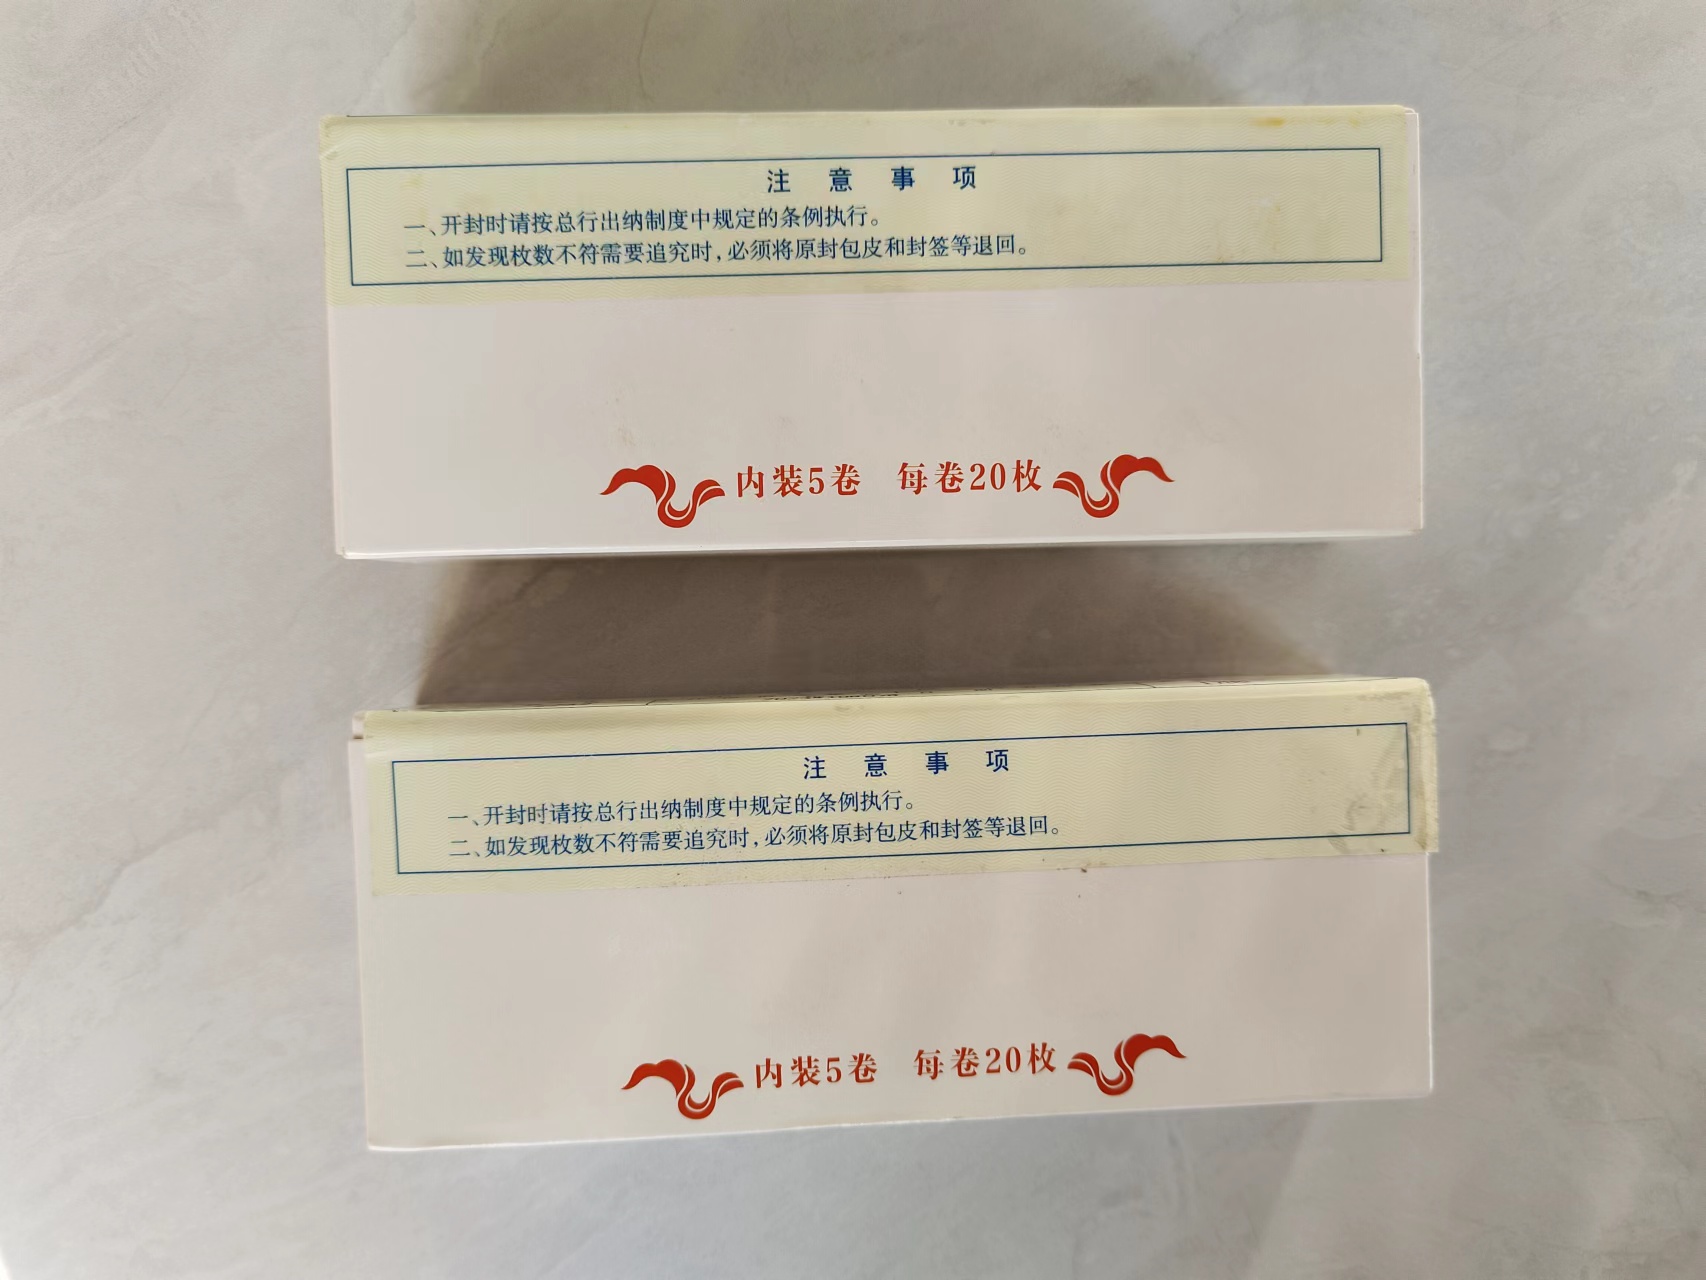 注意事项
一、开封时请按总行出纳制度中规定的条例执行。
二、如发现枚数不符需要追究时，必须将原封包皮和封签等退回。
内装5卷 每卷20枚
注意事项
一、开封时请按总行出纳制度中规定的条例执行。
二、如发现枚数不符需要追究时，必须将原封包皮和封签等退回。
内装5卷 每卷20枚